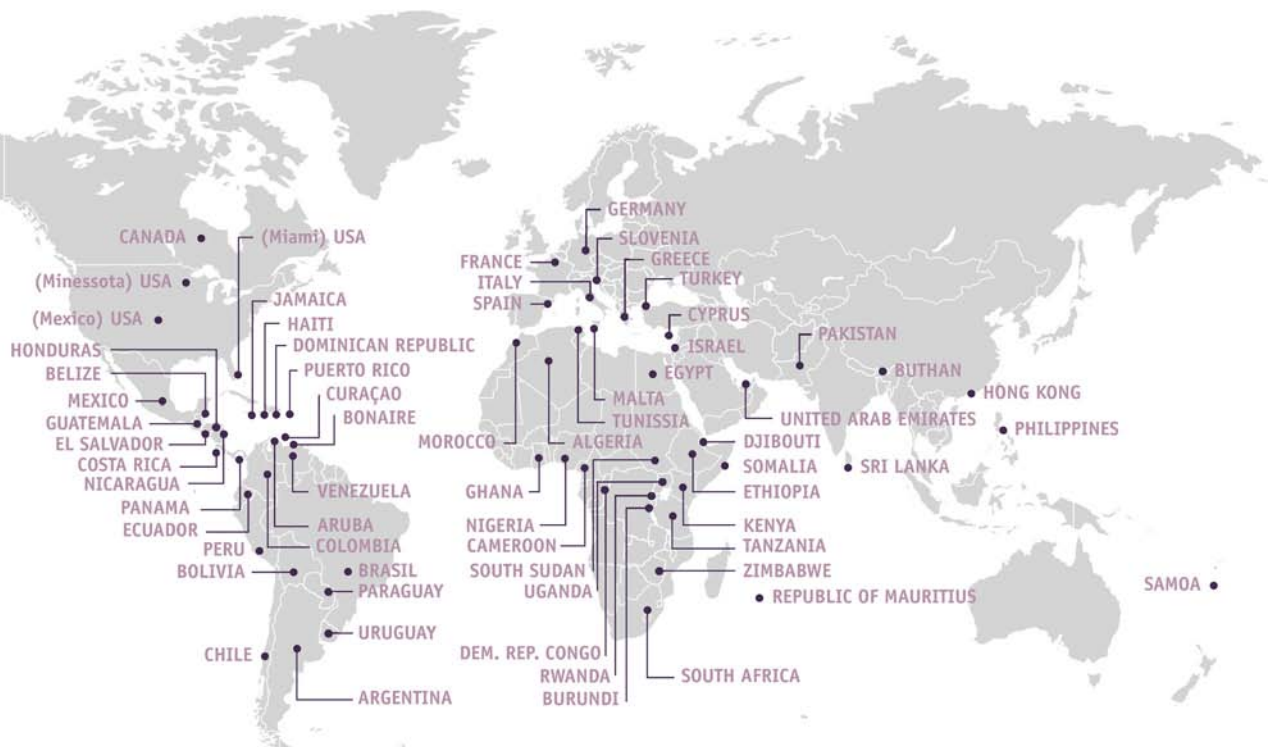 GERMANY
CANADA
(Miami) USA
SLOVENIA
FRANCE
GREECE
(Minessota) USA
ITALY
TURKEY
JAMAICA
SPAIN
(Mexico) USA
HAITI
CYPRUS
PAKISTAN
HONDURAS
DOMINICAN REPUBLIC
ISRAEL
BELIZE
PUERTO RICO
EGYPT
BUTHAN
CURAÇAO
HONG KONG
MEXICO
MALTA
BONAIRE
UNITED ARAB EMIRATES
GUATEMALA
TUNISSIA
PHILIPPINES
EL SALVADOR
MOROCCO
ALGERIA
DJIBOUTI
COSTA RICA
SOMALIA
SRI LANKA
NICARAGUA
VENEZUELA
GHANA
ETHIOPIA
PANAMA
ECUADOR
ARUBA
NIGERIA
KENYA
PERU
COLOMBIA
CAMEROON
TANZANIA
BOLIVIA
BRASIL
SOUTH SUDAN
ZIMBABWE
PARAGUAY
UGANDA
REPUBLIC OF MAURITIUS
SAMOA
URUGUAY
CHILE
DEM. REP. CONGO
RWANDA
SOUTH AFRICA
ARGENTINA
BURUNDI